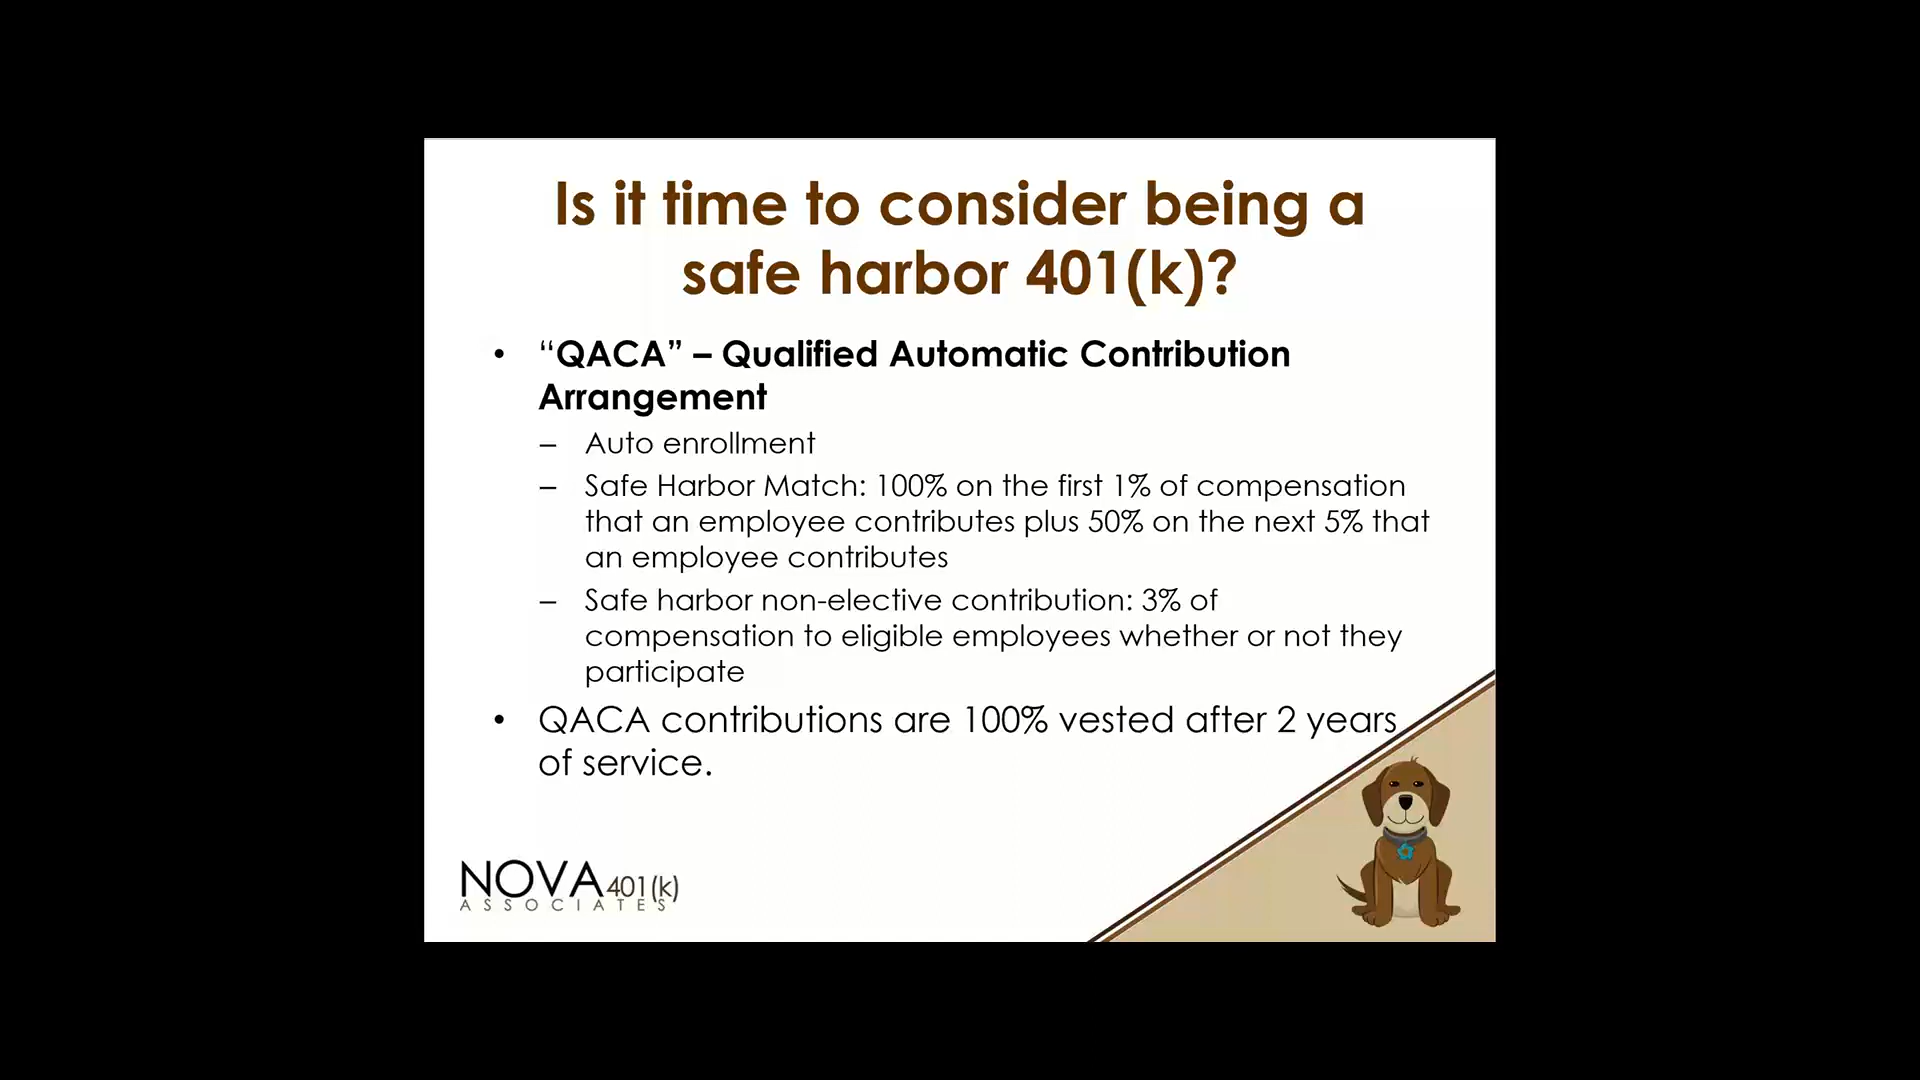 Is it time to consider being a
safe harbor 401(k)?
• “QACA” – Qualified Automatic Contribution
Arrangement
– Auto enrollment
– Safe Harbor Match: 100% on the first 1% of compensation
that an employee contributes plus 50% on the next 5% that
an employee contributes
– Safe harbor non-elective contribution: 3% of
compensation to eligible employees whether or not they
participate
• QACA contributions are 100% vested after 2 years
of service.
NOVA 401(k)
ASSOCIATES